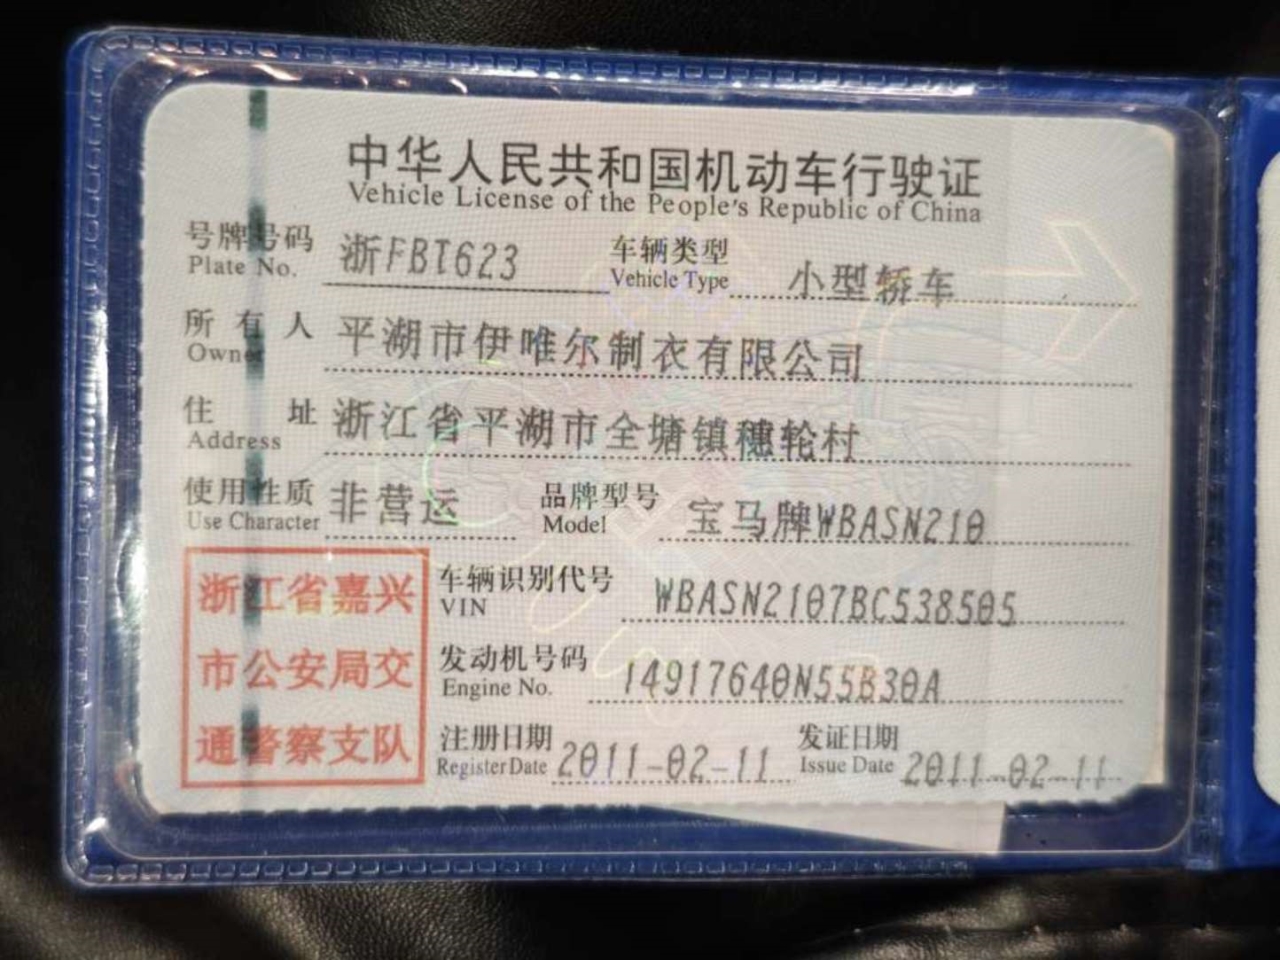 中华人民共和国机动车行驶证
Vehicle License of the People's Republic of China
号牌号码 浙FBT623 车辆类型 小型轿车
Plate No. Vehicle Type
所有人 平湖市伊唯尔制衣有限公司
Owner
住址 浙江省平湖市全塘镇穗轮村
Address
使用性质 非营运 品牌型号 宝马牌WBASN210
Use Character Model
浙江省嘉兴
市公安局交
通警察支队
车辆识别代号 WBASN2107BC538505
VIN
发动机号码 14917640N55B30A
Engine No.
注册日期 2011-02-11 发证日期 2011-02-11
Register Date Issue Date